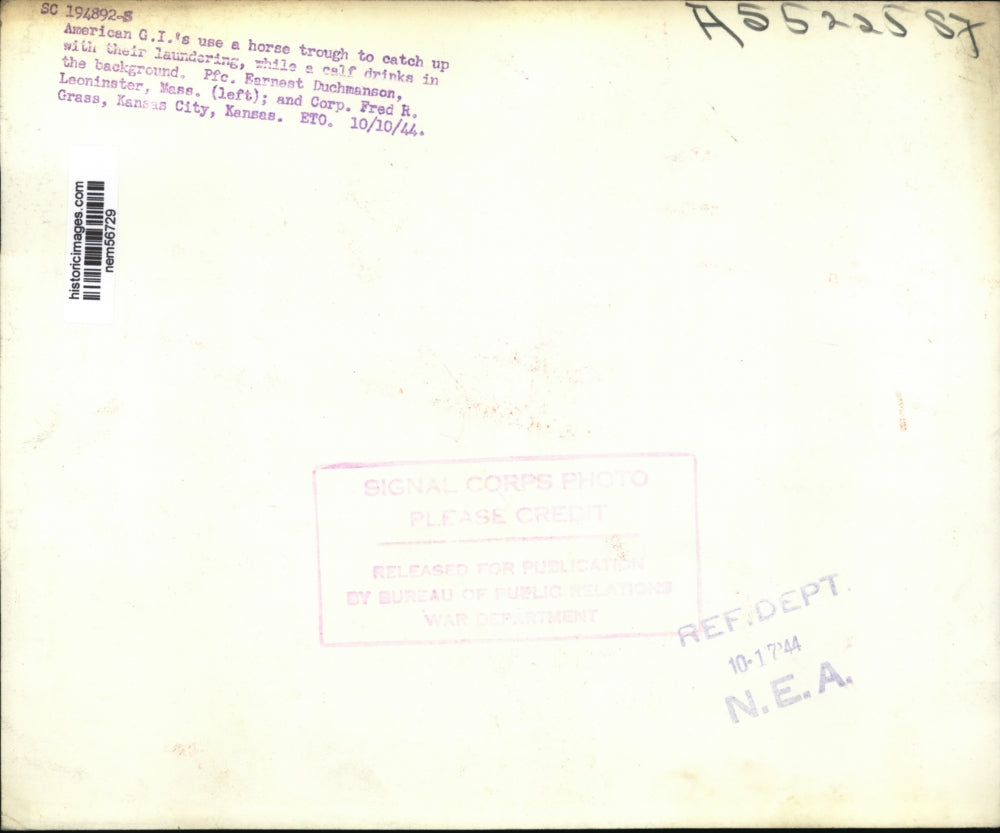 SC 194892-S
American G.I.'s use a horse trough to catch up
with their laundering, while a calf drinks in
the background. Pfc. Earnest Duchmanson,
Leoninster, Mass. (left); and Corp. Fred R.
Grass, Kansas City, Kansas. ETO. 10/10/44.
A55225 SX
historicimages.com
nem56729
SIGNAL CORPS PHOTO
PLEASE CREDIT
RELEASED FOR PUBLICATION
BY BUREAU OF PUBLIC RELATIONS
WAR DEPARTMENT
REF. DEPT.
10-17'44
N.E.A.